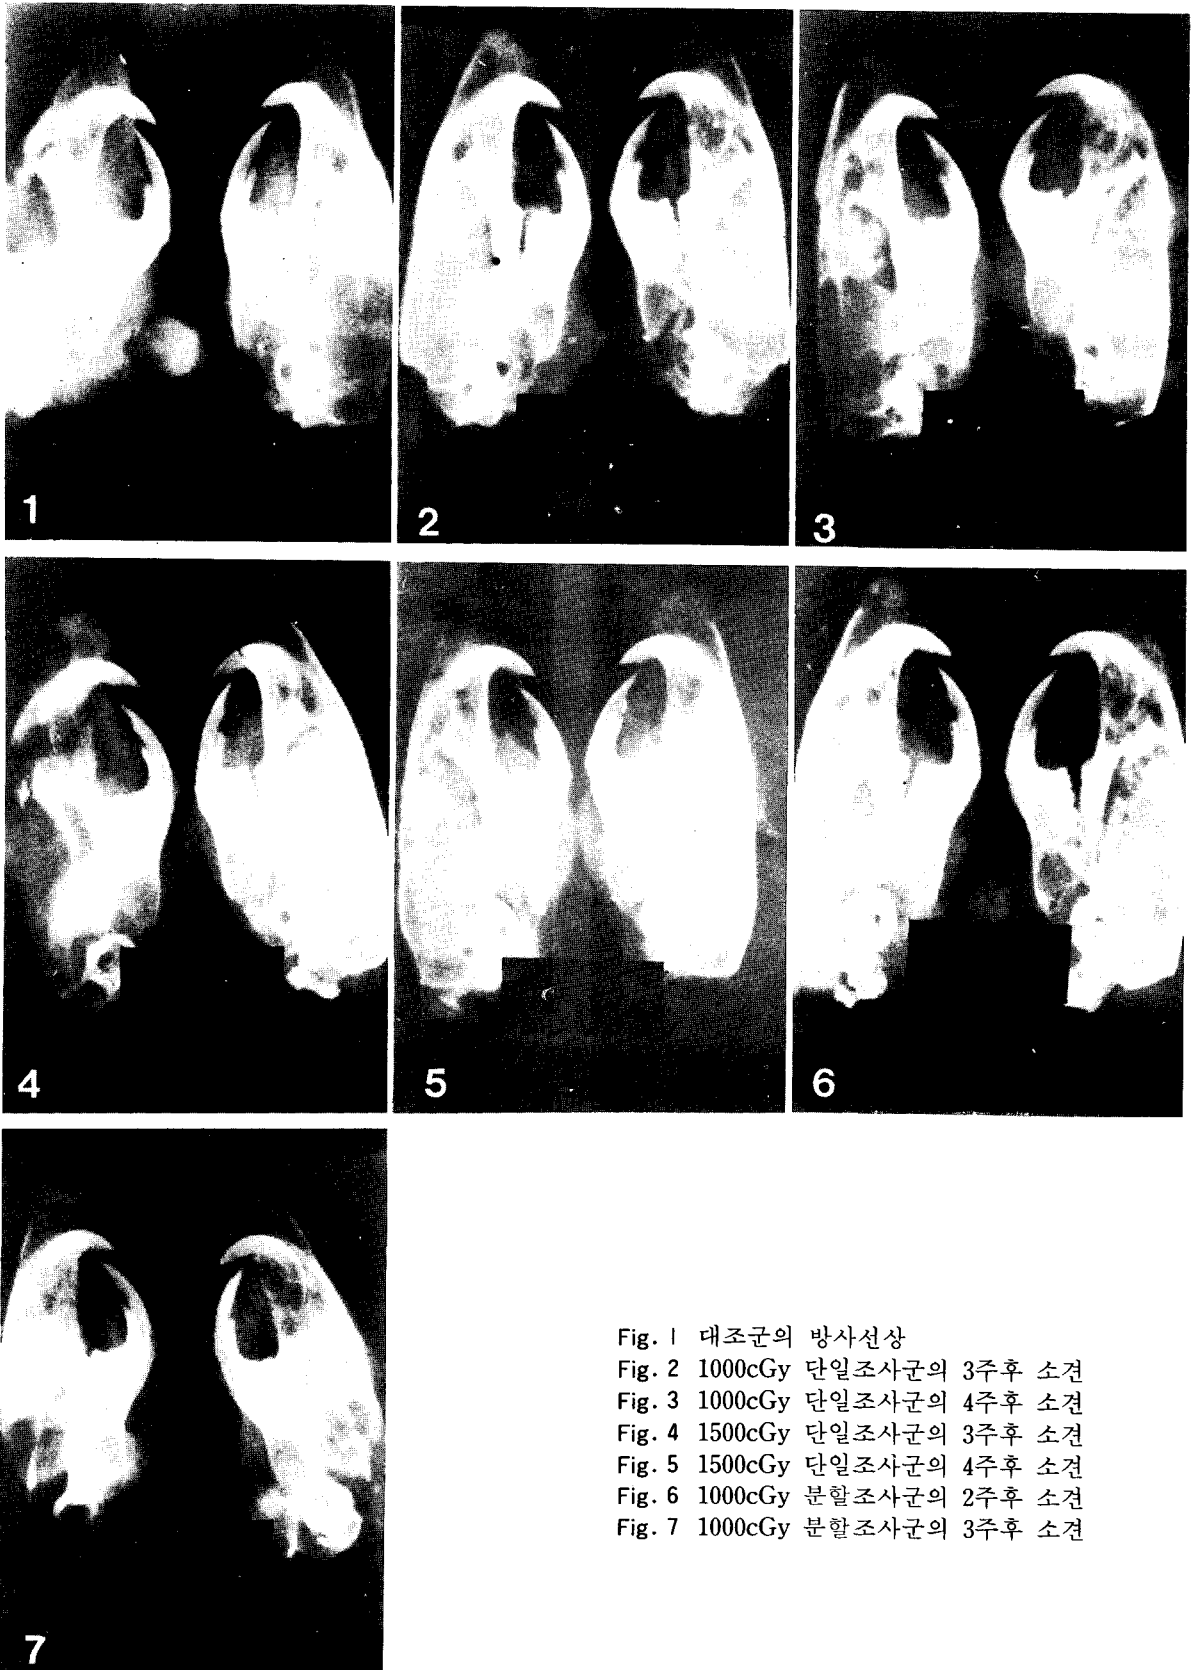 1
2
3
4
5
6
7
Fig. 1 대조군의 방사선상
Fig. 2 1000cGy 단일조사군의 3주후 소견
Fig. 3 1000cGy 단일조사군의 4주후 소견
Fig. 4 1500cGy 단일조사군의 3주후 소견
Fig. 5 1500cGy 단일조사군의 4주후 소견
Fig. 6 1000cGy 분할조사군의 2주후 소견
Fig. 7 1000cGy 분할조사군의 3주후 소견